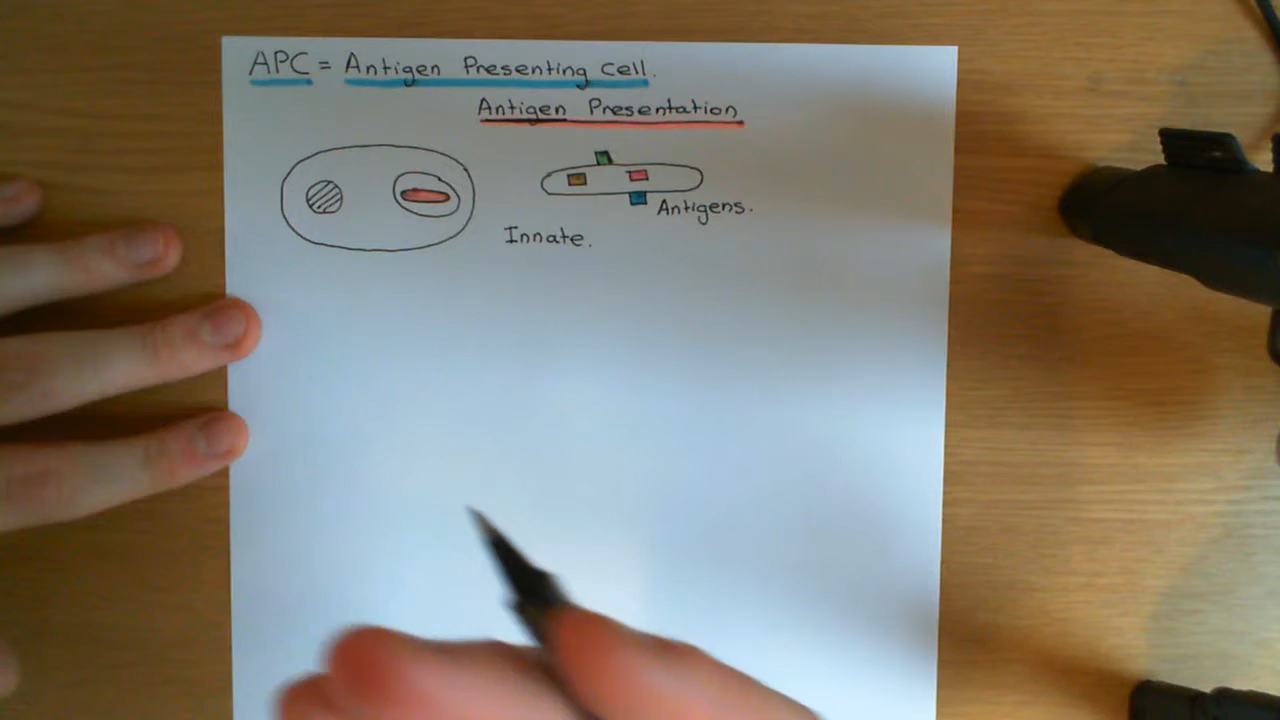 APC = Antigen Presenting cell.
Antigen Presentation
Antigens.
Innate.